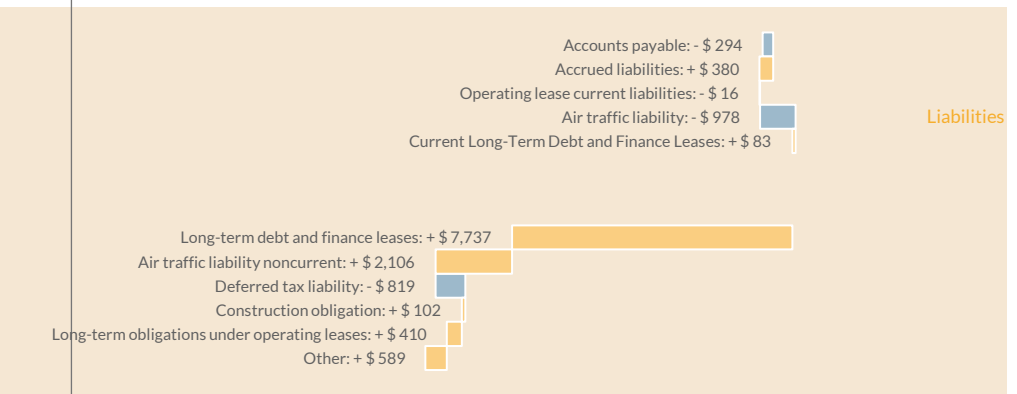 Accounts payable: - $ 294
Accrued liabilities: + $ 380
Operating lease current liabilities: - $ 16
Air traffic liability: - $ 978
Liabilities
Current Long-Term Debt and Finance Leases: + $ 83
Long-term debt and finance leases: + $ 7,737
Air traffic liability noncurrent: + $ 2,106
Deferred tax liability: - $ 819
Construction obligation: + $ 102
Long-term obligations under operating leases: + $ 410
Other: + $ 589